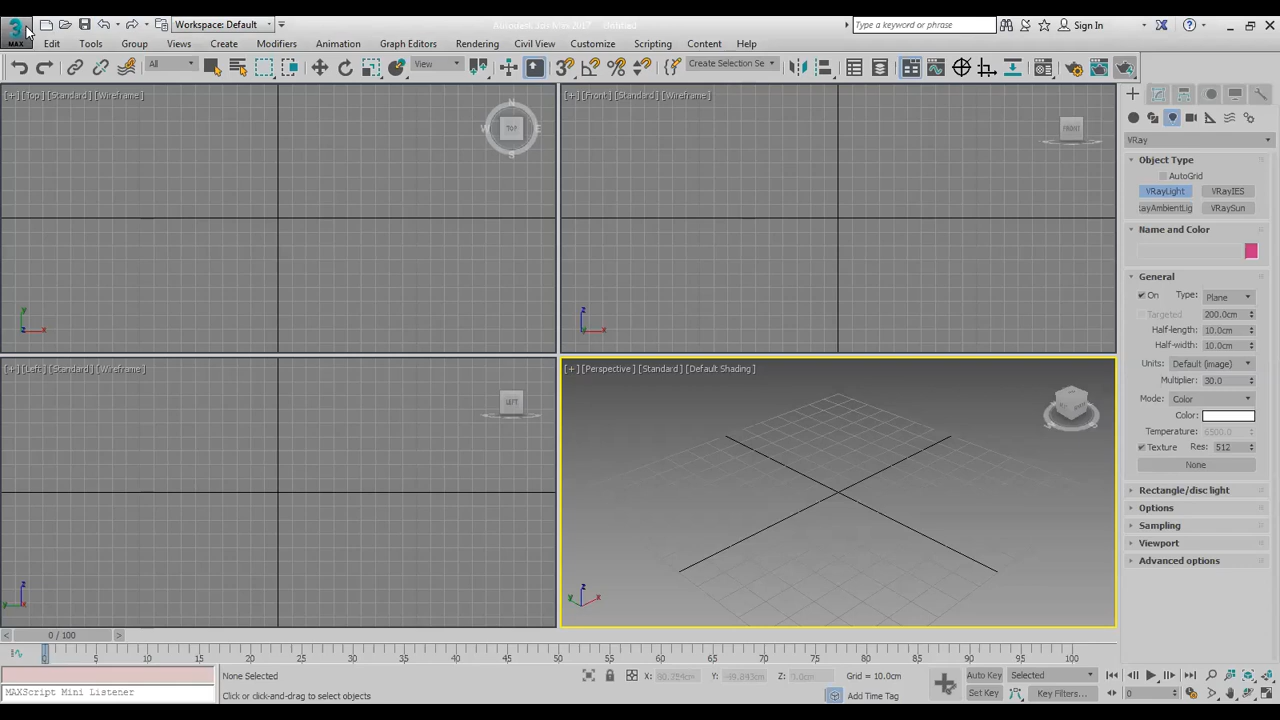 Workspace: Default
Type a keyword or phrase
Sign In
MAX
Edit
Tools
Group
Views
Create
Modifiers
Animation
Graph Editors
Rendering
Civil View
Customize
Scripting
Content
Help
All
View
Create Selection Se
[+] [Top] [Standard] [Wireframe]
N
W
TOP
E
S
[+] [Front] [Standard] [Wireframe]
FRONT
VRay
Object Type
AutoGrid
VRayLight
VRayIES
rayAmbientLig
VRaySun
Name and Color
General
On
Type:
Plane
Targeted
200.0cm
Half-length:
10.0cm
Half-width:
10.0cm
Units:
Default (image)
Multiplier:
30.0
Mode:
Color
Color:
Temperature:
6500.0
Texture
Res:
512
None
Rectangle/disc light
Options
Sampling
Viewport
Advanced options
y
z
x
z
y
x
[+] [Left] [Standard] [Wireframe]
LEFT
[+] [Perspective] [Standard] [Default Shading]
z
y
x
z
y
x
< 0 / 100 >
0 5 10 15 20 25 30 35 40 45 50 55 60 65 70 75 80 85 90 95 100
None Selected
X:
Y:
Z:
Grid = 10.0cm
Auto Key
Selected
MAXScript Mini Listener
Click or click-and-drag to select objects
Add Time Tag
Set Key
Key Filters...
0